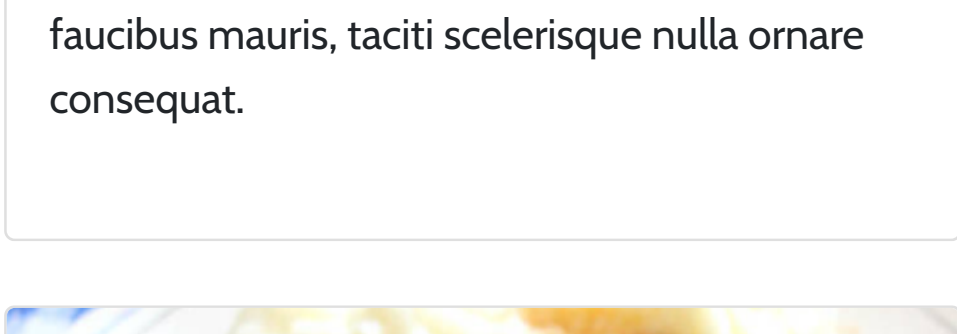 faucibus mauris, taciti scelerisque nulla ornare
consequat.